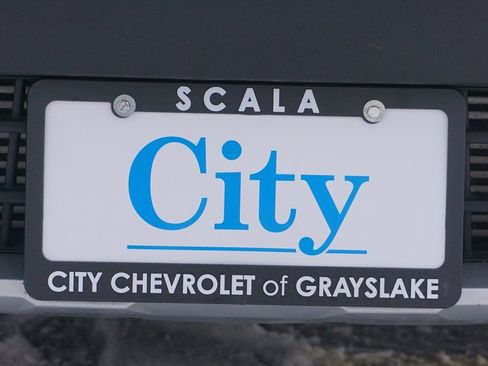 SCALA
City
CITY CHEVROLET of GRAYSLAKE